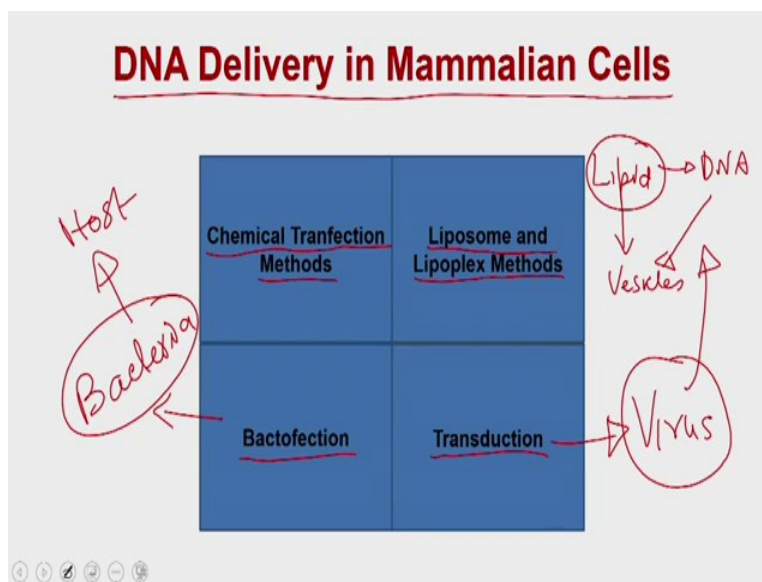 DNA Delivery in Mammalian Cells
Chemical Tranfection
Methods
Liposome and
Lipoplex Methods
Bactofection
Transduction
Host
Bacteria
Lipid
DNA
Vesicles
Virus